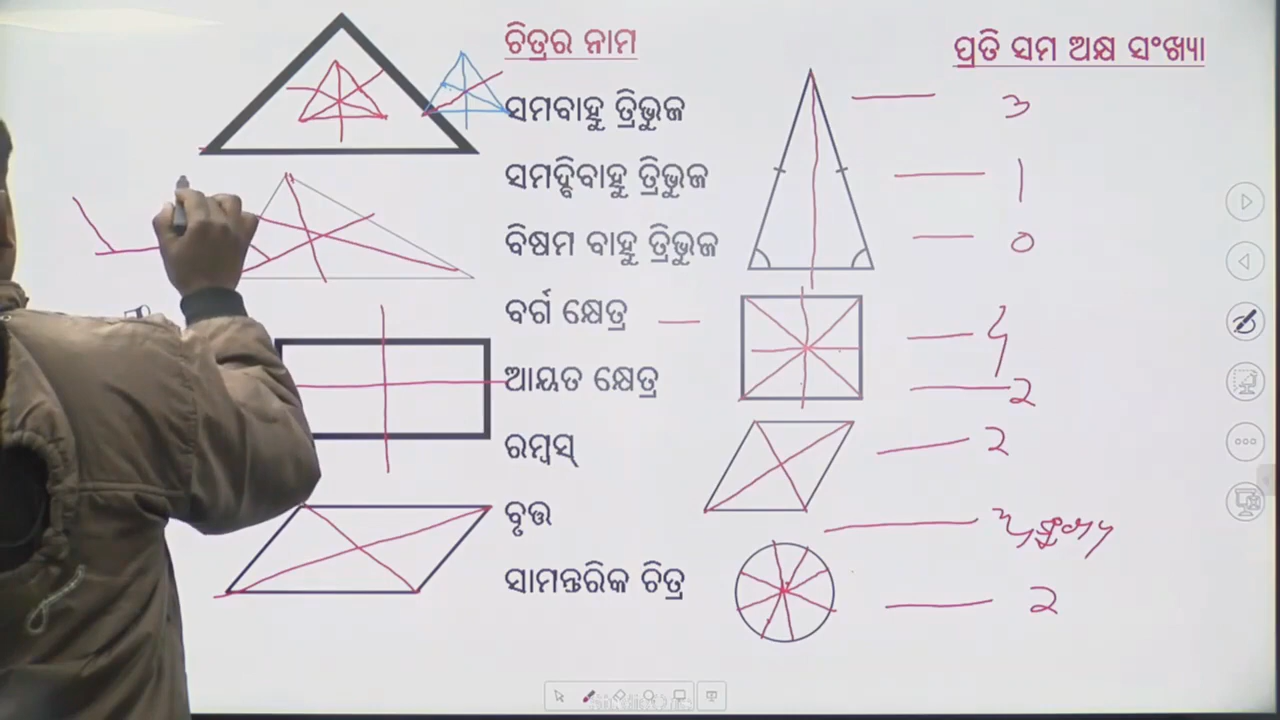 ଚିତ୍ରର ନାମ ପ୍ରତି ସମ ଅକ୍ଷ ସଂଖ୍ୟା
ସମବାହୁ ତ୍ରିଭୁଜ — 3
ସମଦ୍ବିବାହୁ ତ୍ରିଭୁଜ — 1
ବିଷମ ବାହୁ ତ୍ରିଭୁଜ — 0
ବର୍ଗ କ୍ଷେତ୍ର — —
ଆୟତ କ୍ଷେତ୍ର — 2
ରମ୍ବସ୍ — 2
ବୃତ୍ତ —
ସାମନ୍ତରିକ ଚିତ୍ର — 2